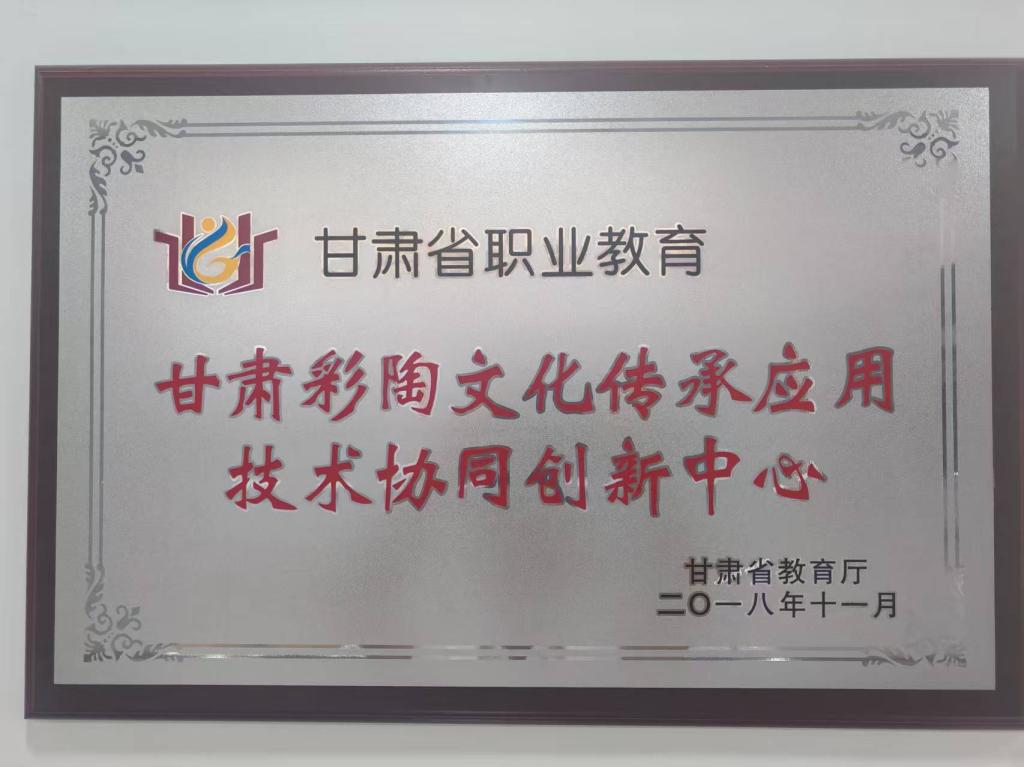 甘肃省职业教育
甘肃彩陶文化传承应用
技术协同创新中心
甘肃省教育厅
二〇一八年十一月